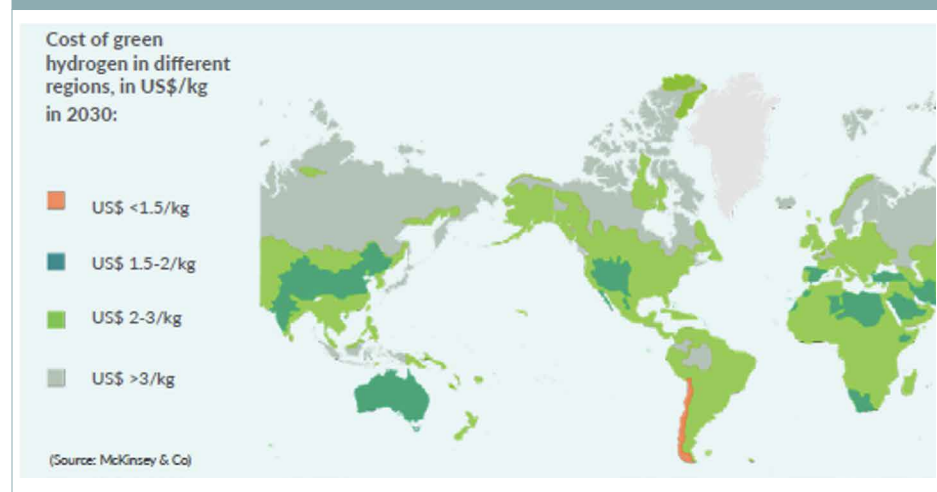 Cost of green
hydrogen in different
regions, in US$/kg
in 2030:
US$ <1.5/kg
US$ 1.5-2/kg
US$ 2-3/kg
US$ >3/kg
(Source: McKinsey & Co)